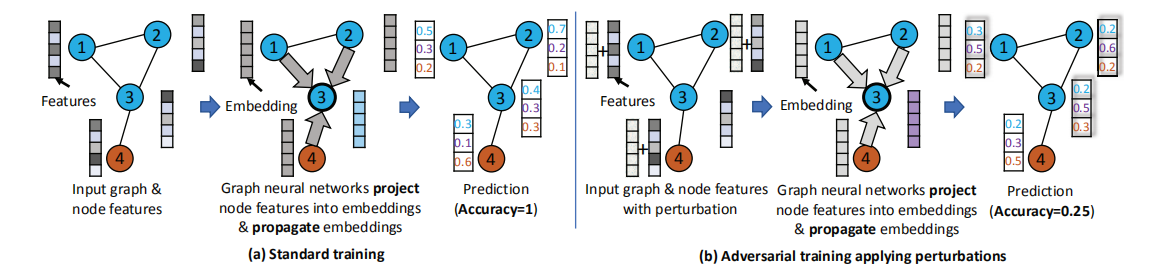 1
2
3
4
Features
Input graph &
node features
1
2
3
4
Embedding
Graph neural networks project
node features into embeddings
& propagate embeddings
0.5
0.3
0.2
0.7
0.2
0.1
0.4
0.3
0.3
0.3
0.1
0.6
1
2
3
4
Prediction
(Accuracy=1)
(a) Standard training
+
+
+
1
2
3
4
Features
Input graph & node features
with perturbation
1
2
3
4
Embedding
Graph neural networks project
node features into embeddings
& propagate embeddings
0.3
0.5
0.2
0.2
0.6
0.2
0.2
0.5
0.3
0.2
0.3
0.5
1
2
3
4
Prediction
(Accuracy=0.25)
(b) Adversarial training applying perturbations